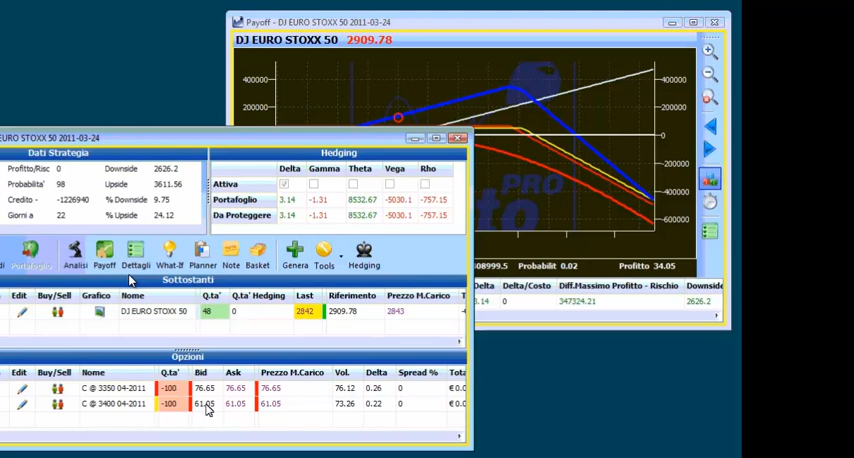 Payoff - DJ EURO STOXX 50 2011-03-24
DJ EURO STOXX 50 2909.78
400000 400000
200000 200000
0
-200000
-400000
-600000
PRO
Probabilit 0.02 Profitto 34.05
Delta/Costo Diff.Massimo Profitto - Rischio Downside
0 347324.21 2626.2
EURO STOXX 50 2011-03-24
Dati Strategia Hedging
Profitto/Risc 0 Downside 2626.2
Probabilita' 98 Upside 3611.56
Credito - -1226940 % Downside 9.75
Giorni a 22 % Upside 24.12
Delta Gamma Theta Vega Rho
Attiva
Portafoglio 3.14 -1.31 8532.67 -5030.1 -757.15
Da Proteggere 3.14 -1.31 8532.67 -5030.1 -757.15
Portafoglio Analisi Payoff Dettagli What-If Planner Note Basket Genera Tools Hedging
Sottostanti
Edit Buy/Sell Grafico Nome Q.ta' Q.ta' Hedging Last Riferimento Prezzo M.Carico
DJ EURO STOXX 50 48 0 2842 2909.78 2843
Opzioni
Edit Buy/Sell Nome Q.ta' Bid Ask Prezzo M.Carico Vol. Delta Spread %
C @ 3350 04-2011 -100 76.65 76.65 76.65 76.12 0.26 0 € 0.0
C @ 3400 04-2011 -100 61.05 61.05 61.05 73.26 0.22 0 € 0.0